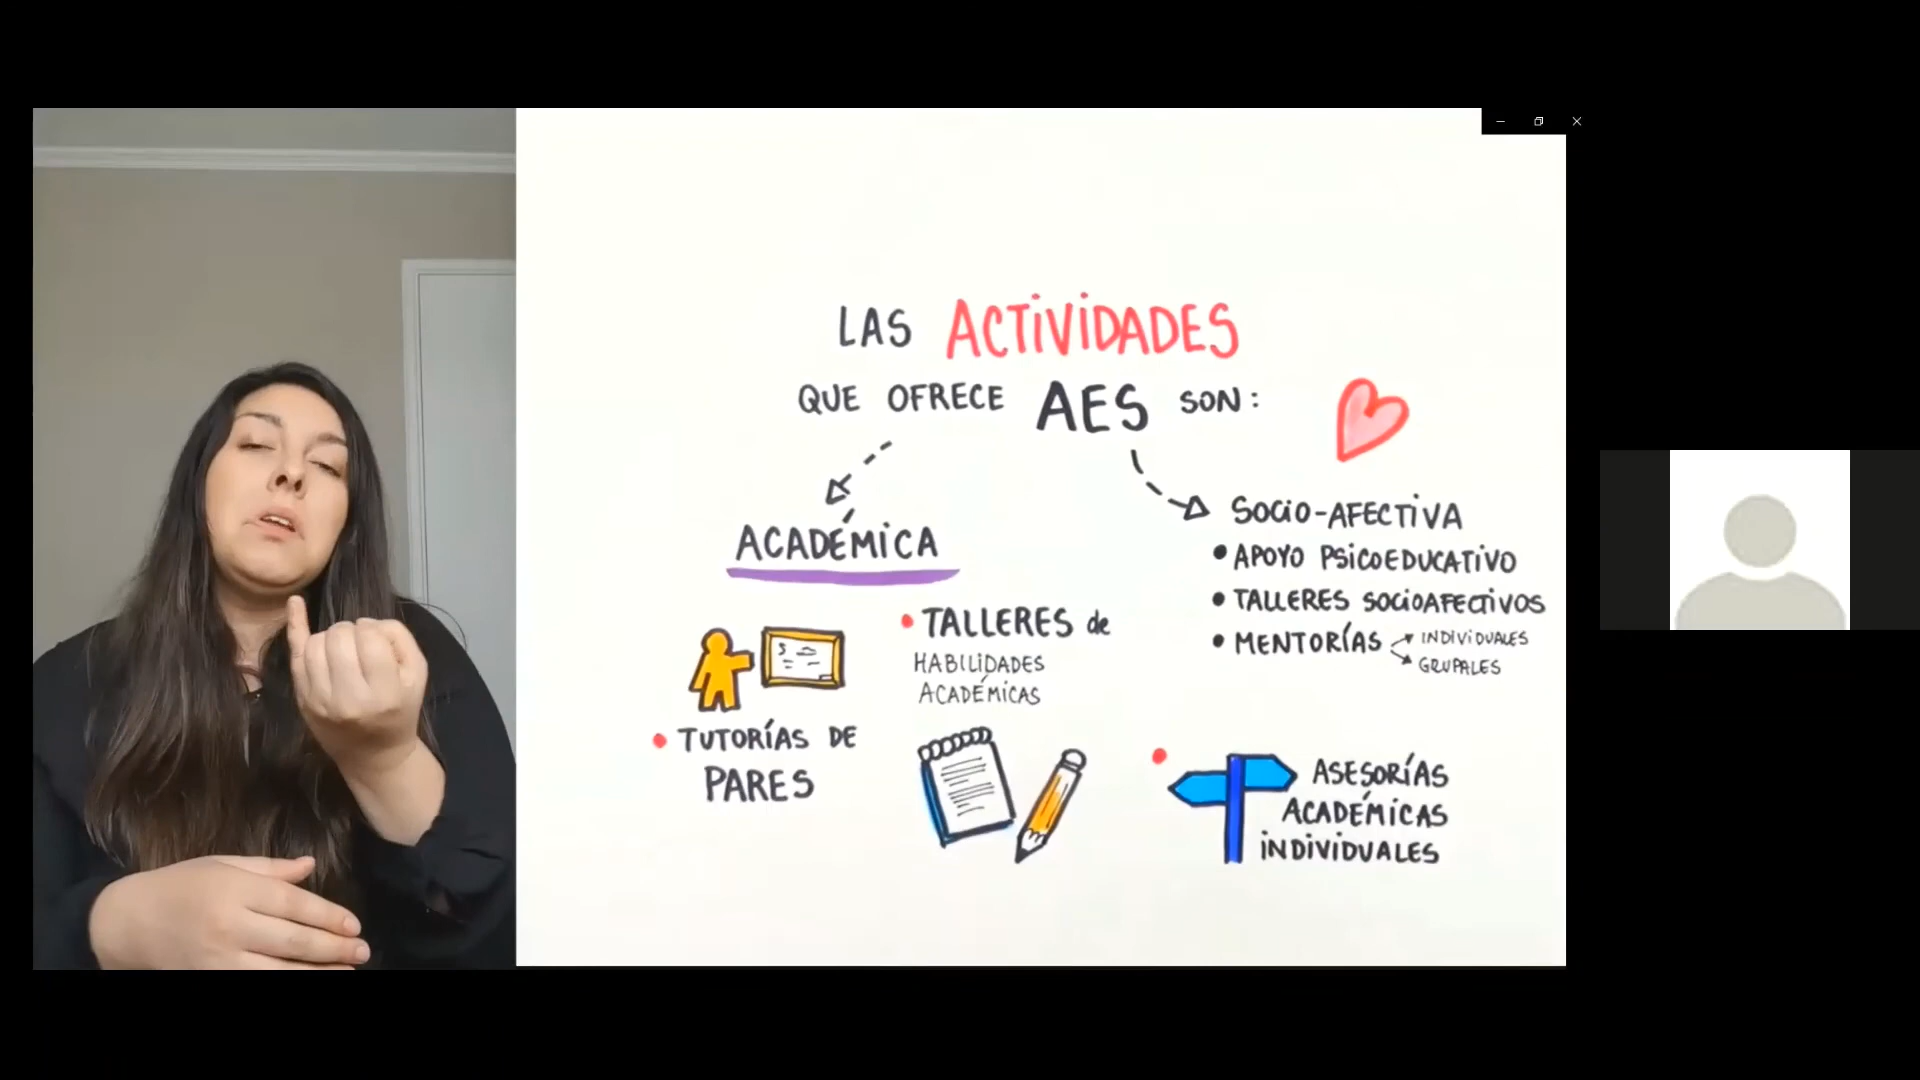 LAS ACTIVIDADES
QUE OFRECE AES SON:
ACADÉMICA
• TUTORÍAS DE
PARES
• TALLERES de
HABILIDADES
ACADÉMICAS
SOCIO-AFECTIVA
• APOYO PSICOEDUCATIVO
• TALLERES SOCIOAFECTIVOS
• MENTORÍAS
INDIVIDUALES
GRUPALES
• ASESORÍAS
ACADÉMICAS
INDIVIDUALES